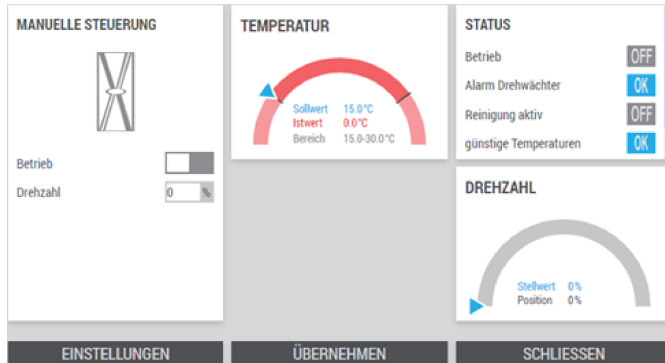 MANUELLE STEUERUNG
Betrieb
Drehzahl 0 %
TEMPERATUR
Sollwert 15.0°C
Istwert 0.0°C
Bereich 15.0-30.0°C
STATUS
Betrieb OFF
Alarm Drehwächter OK
Reinigung aktiv OFF
günstige Temperaturen OK
DREHZAHL
Stellwert 0%
Position 0%
EINSTELLUNGEN
ÜBERNEHMEN
SCHLIESSEN